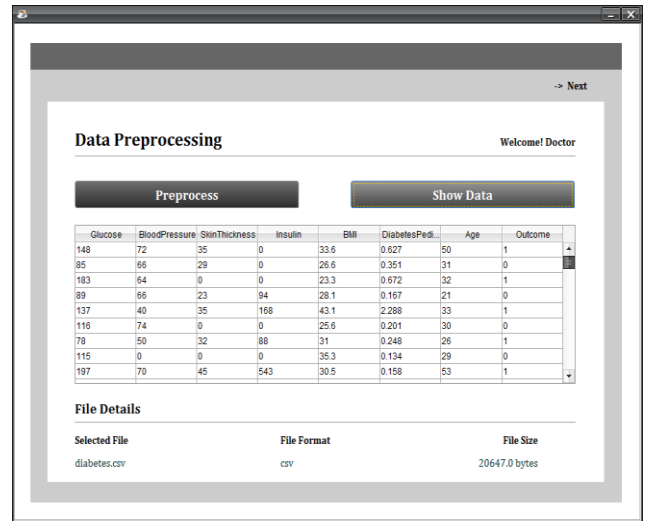 -> Next
Data Preprocessing Welcome! Doctor
Preprocess Show Data
Glucose BloodPressure SkinThickness Insulin BMI DiabetesPedi... Age Outcome
148 72 35 0 33.6 0.627 50 1
85 66 29 0 26.6 0.351 31 0
183 64 0 0 23.3 0.672 32 1
89 66 23 94 28.1 0.167 21 0
137 40 35 168 43.1 2.288 33 1
116 74 0 0 25.6 0.201 30 0
78 50 32 88 31 0.248 26 1
115 0 0 0 35.3 0.134 29 0
197 70 45 543 30.5 0.158 53 1
File Details
Selected File File Format File Size
diabetes.csv csv 20647.0 bytes